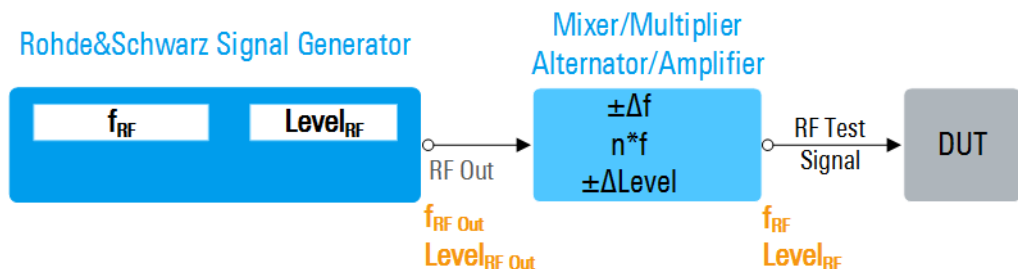 Rohde&Schwarz Signal Generator
Mixer/Multiplier
Alternator/Amplifier
fRF
LevelRF
RF Out
±Δf
n*f
±ΔLevel
RF Test
Signal
DUT
fRF Out
LevelRF Out
fRF
LevelRF